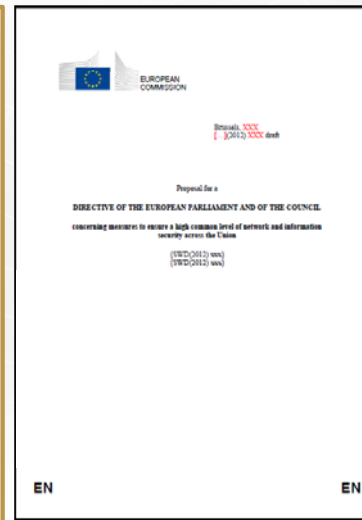 EUROPEAN
COMMISSION
Brussels, XXX
[…](2012) XXX draft
Proposal for a
DIRECTIVE OF THE EUROPEAN PARLIAMENT AND OF THE COUNCIL
concerning measures to ensure a high common level of network and information
security across the Union
{SWD(2012) xxx}
{SWD(2012) xxx}
EN
EN